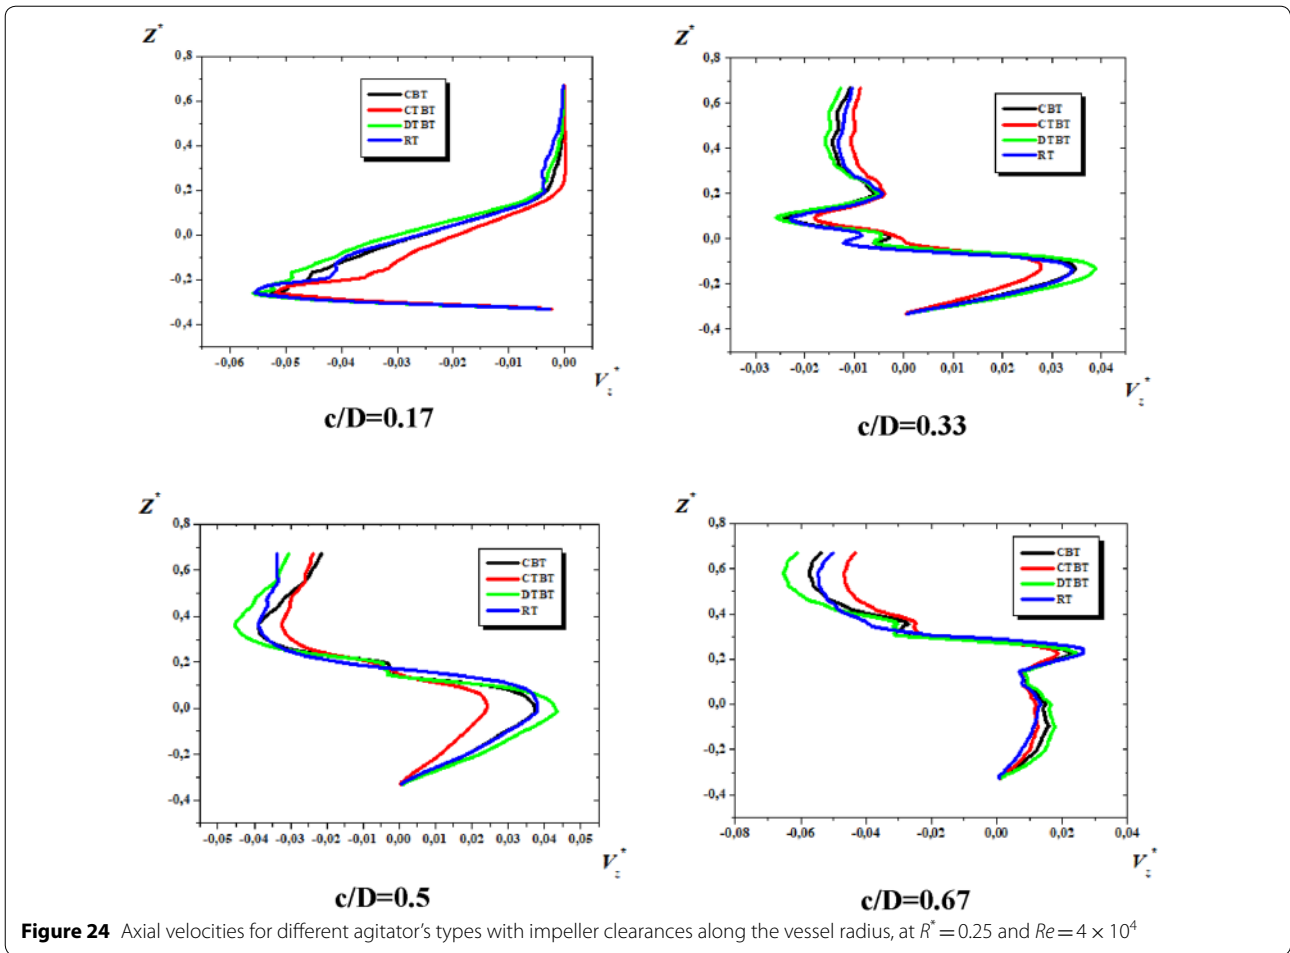 Z*
0,8
0,6
0,4
0,2
0,0
-0,2
-0,4
CBT
CTBT
DTBT
RT
-0,06 -0,05 -0,04 -0,03 -0,02 -0,01 0,00
V_z*
c/D=0.17
Z*
0,8
0,6
0,4
0,2
0,0
-0,2
-0,4
CBT
CTBT
DTBT
RT
-0,03 -0,02 -0,01 0,00 0,01 0,02 0,03 0,04
V_z*
c/D=0.33
Z*
0,8
0,6
0,4
0,2
0,0
-0,2
-0,4
CBT
CTBT
DTBT
RT
-0,05 -0,04 -0,03 -0,02 -0,01 0,00 0,01 0,02 0,03 0,04 0,05
V_z*
c/D=0.5
Z*
0,8
0,6
0,4
0,2
0,0
-0,2
-0,4
CBT
CTBT
DTBT
RT
-0,08 -0,06 -0,04 -0,02 0,00 0,02 0,04
V_z*
c/D=0.67
Figure 24 Axial velocities for different agitator's types with impeller clearances along the vessel radius, at R* = 0.25 and Re = 4 × 10⁴